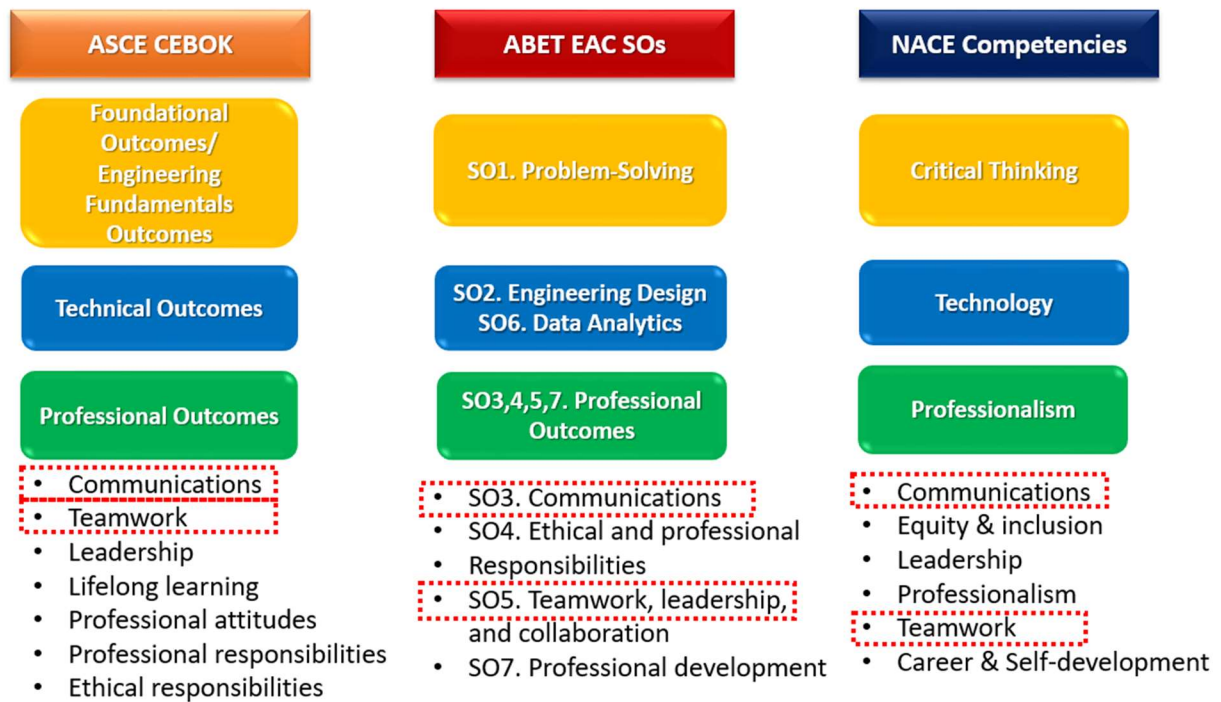 ASCE CEBOK
Foundational
Outcomes/
Engineering
Fundamentals
Outcomes
Technical Outcomes
Professional Outcomes
• Communications
• Teamwork
• Leadership
• Lifelong learning
• Professional attitudes
• Professional responsibilities
• Ethical responsibilities
ABET EAC SOs
SO1. Problem-Solving
SO2. Engineering Design
SO6. Data Analytics
SO3,4,5,7. Professional
Outcomes
• SO3. Communications
• SO4. Ethical and professional
• Responsibilities
• SO5. Teamwork, leadership,
and collaboration
• SO7. Professional development
NACE Competencies
Critical Thinking
Technology
Professionalism
• Communications
• Equity & inclusion
• Leadership
• Professionalism
• Teamwork
• Career & Self-development